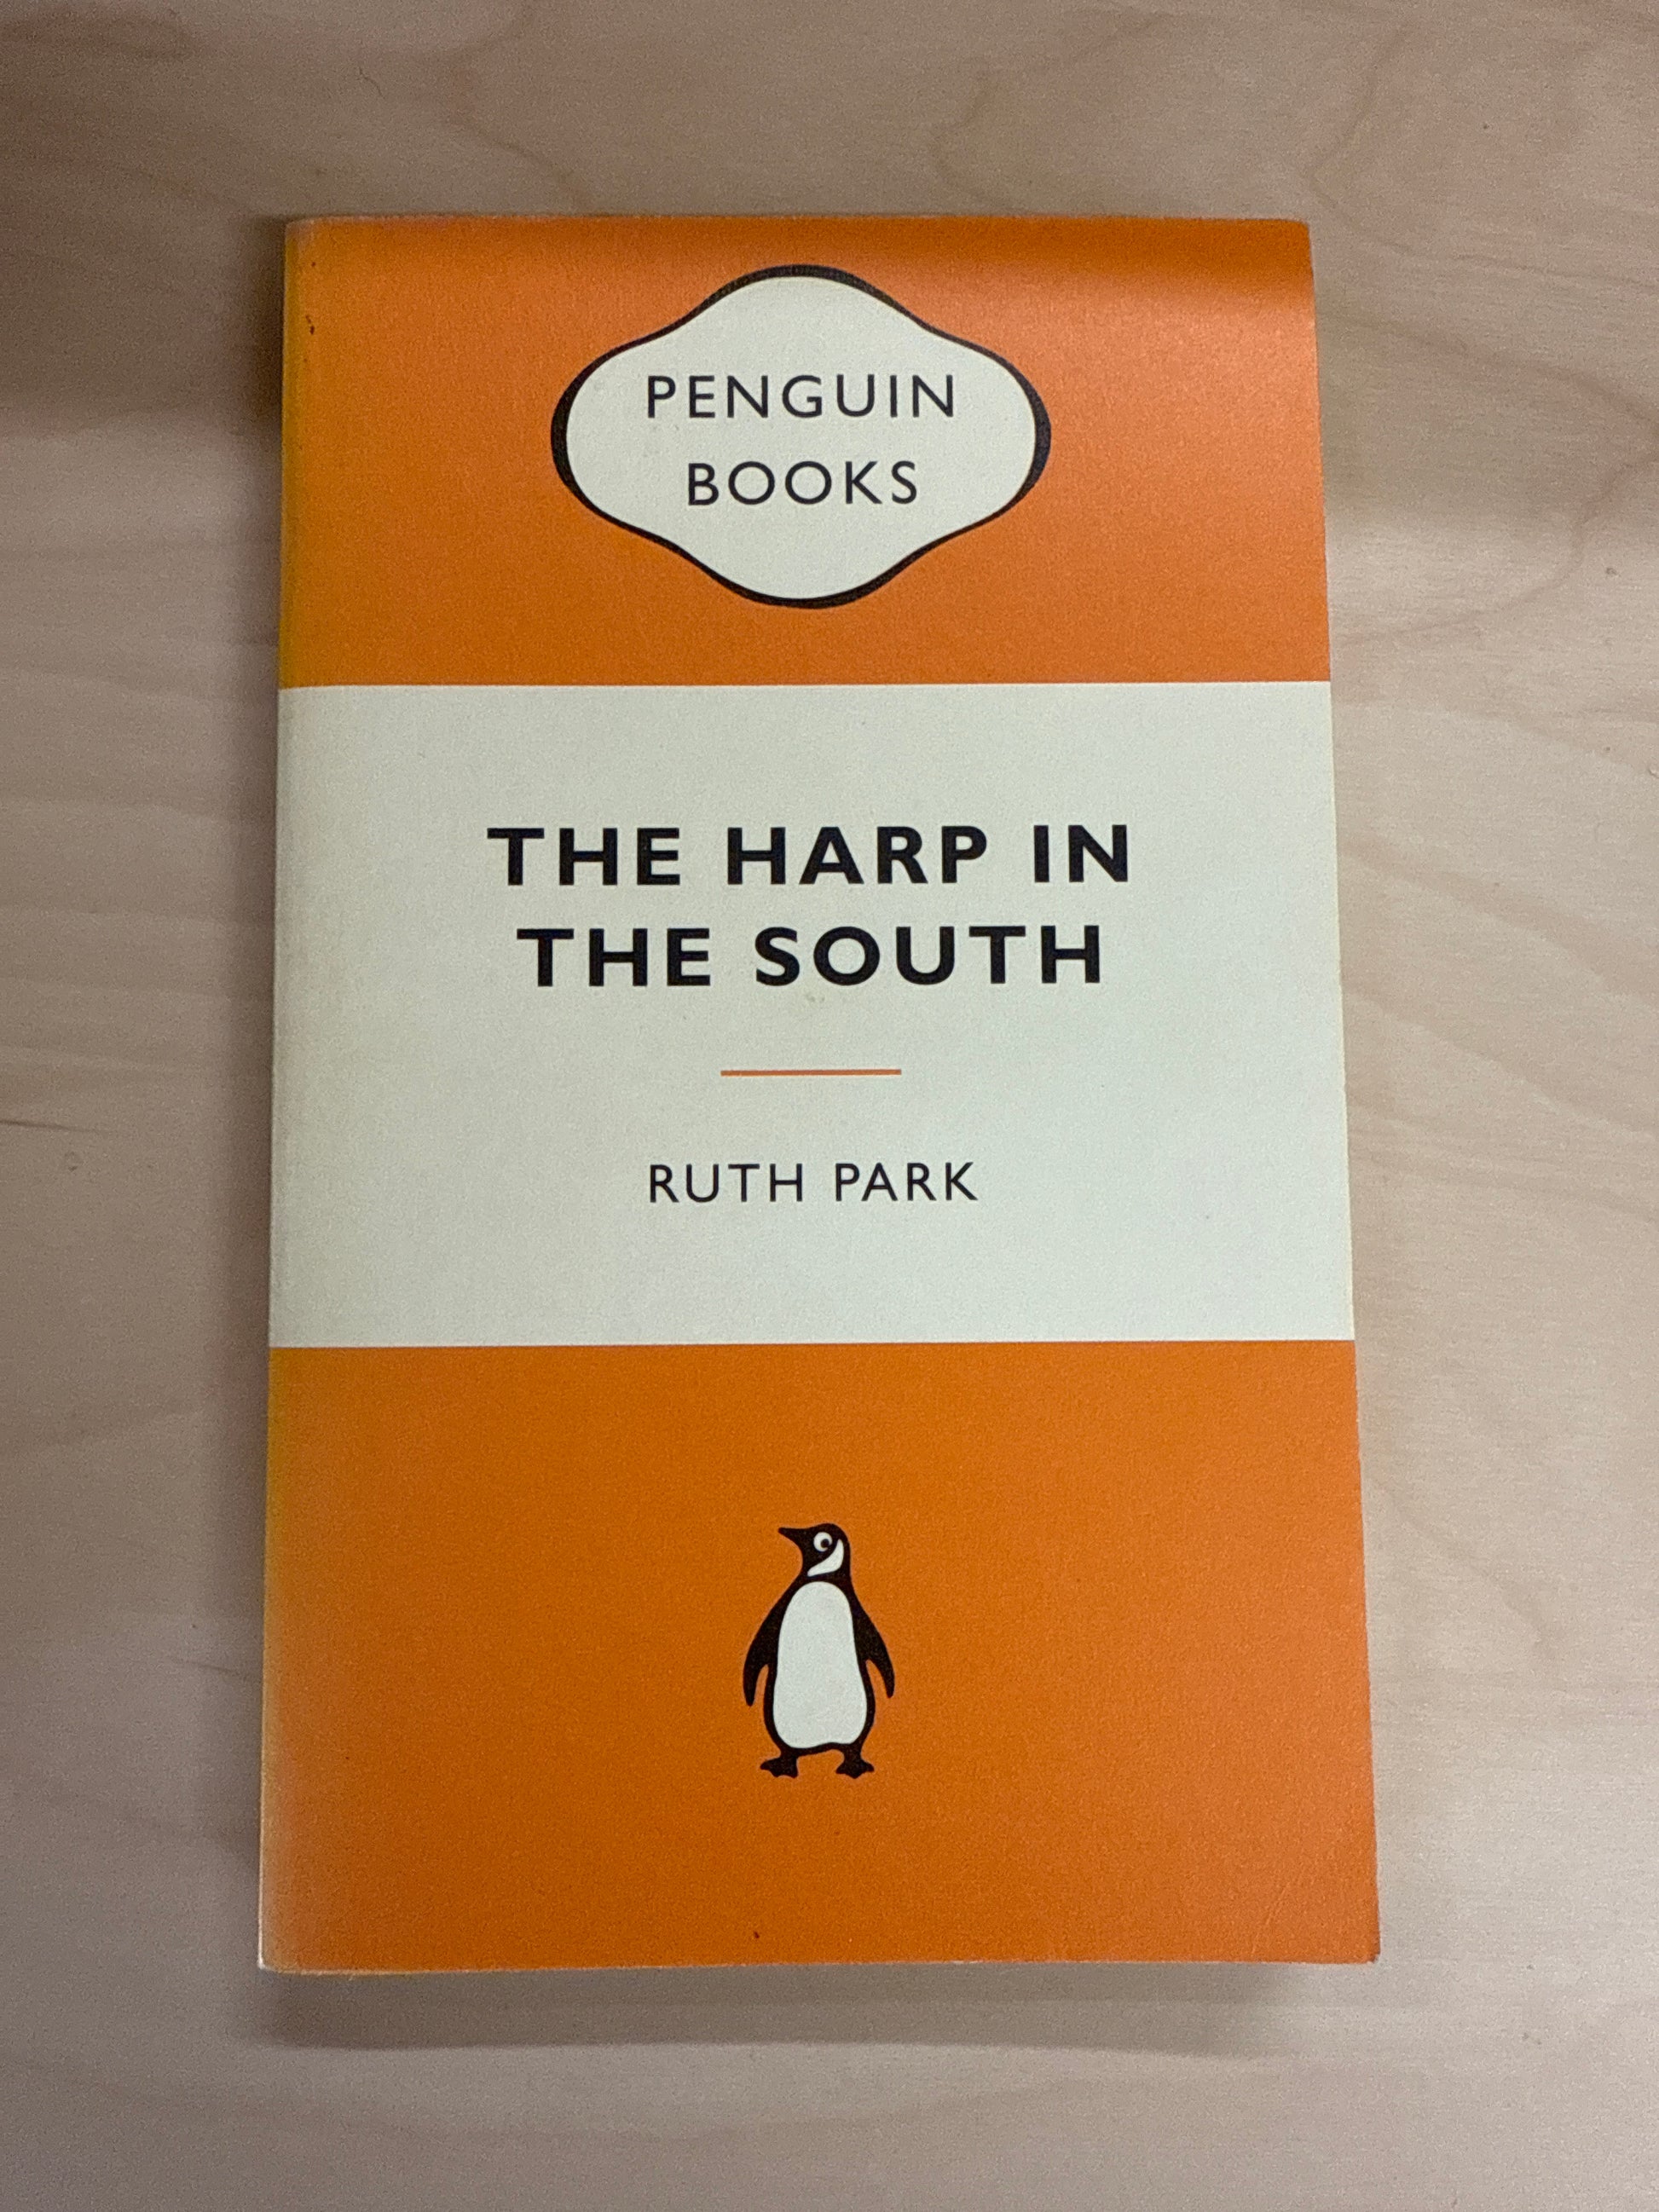 PENGUIN
BOOKS
THE HARP IN
THE SOUTH
RUTH PARK